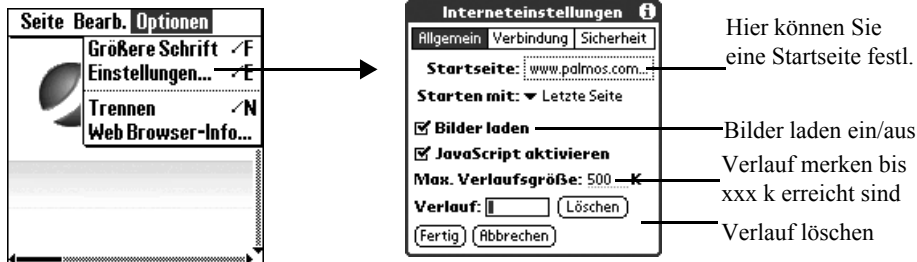 Seite Bearb. Optionen
Größere Schrift ⁄F
Einstellungen... ⁄E
Trennen ⁄N
Web Browser-Info...
Interneteinstellungen i
Allgemein Verbindung Sicherheit
Startseite: www.palmos.com...
Starten mit: Letzte Seite
Bilder laden
JavaScript aktivieren
Max. Verlaufsgröße: 500 K
Verlauf: Löschen
Fertig Abbrechen
Hier können Sie
eine Startseite festl.
Bilder laden ein/aus
Verlauf merken bis
xxx k erreicht sind
Verlauf löschen